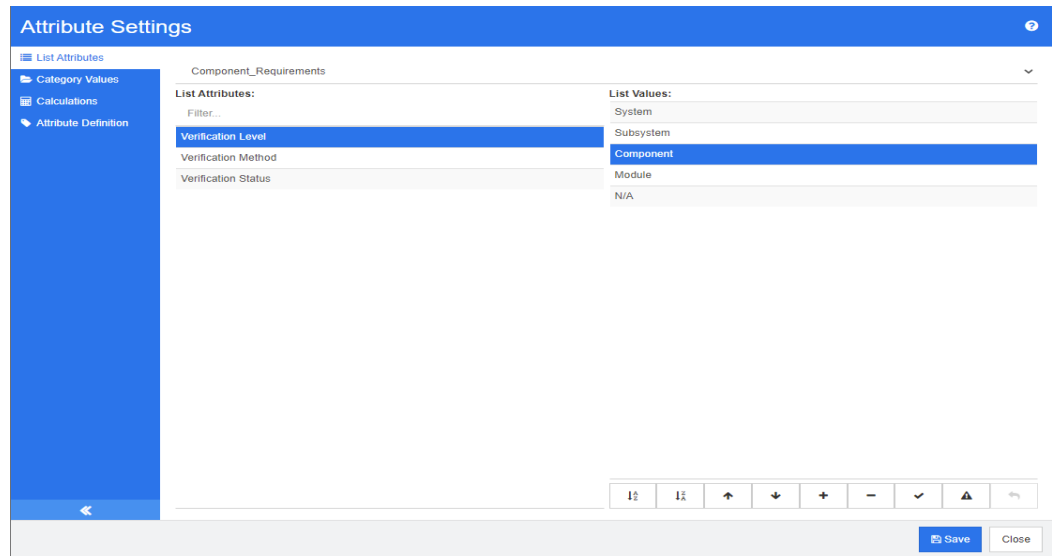 Attribute Settings
List Attributes
Category Values
Calculations
Attribute Definition
Component_Requirements
List Attributes:
Filter...
Verification Level
Verification Method
Verification Status
List Values:
System
Subsystem
Component
Module
N/A
Save
Close